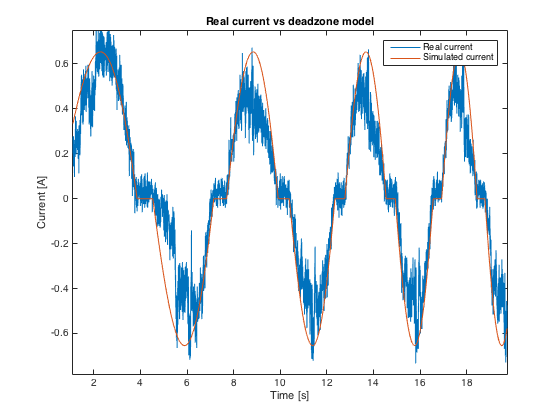 Real current vs deadzone model
Real current
Simulated current
0.6
0.4
0.2
0
-0.2
-0.4
-0.6
Current [A]
2 4 6 8 10 12 14 16 18
Time [s]